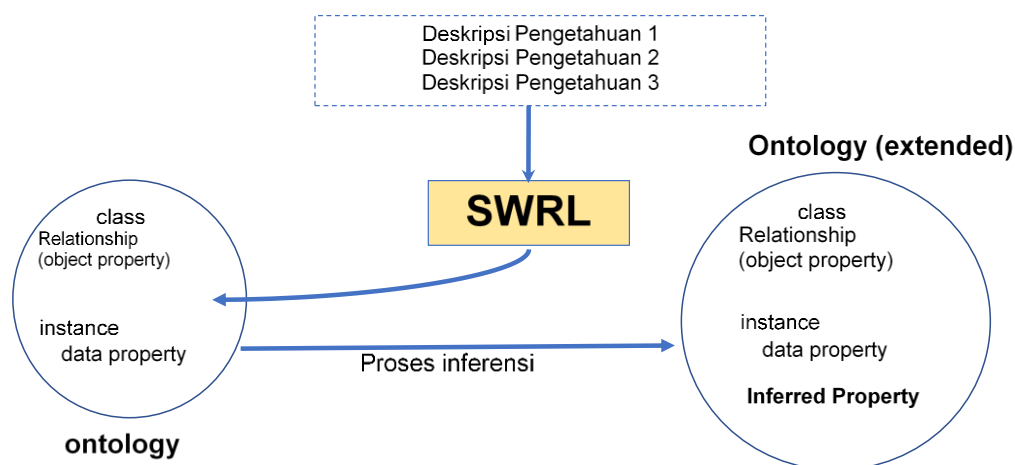 Deskripsi Pengetahuan 1
Deskripsi Pengetahuan 2
Deskripsi Pengetahuan 3
SWRL
class
Relationship
(object property)
instance
data property
ontology
Proses inferensi
Ontology (extended)
class
Relationship
(object property)
instance
data property
Inferred Property